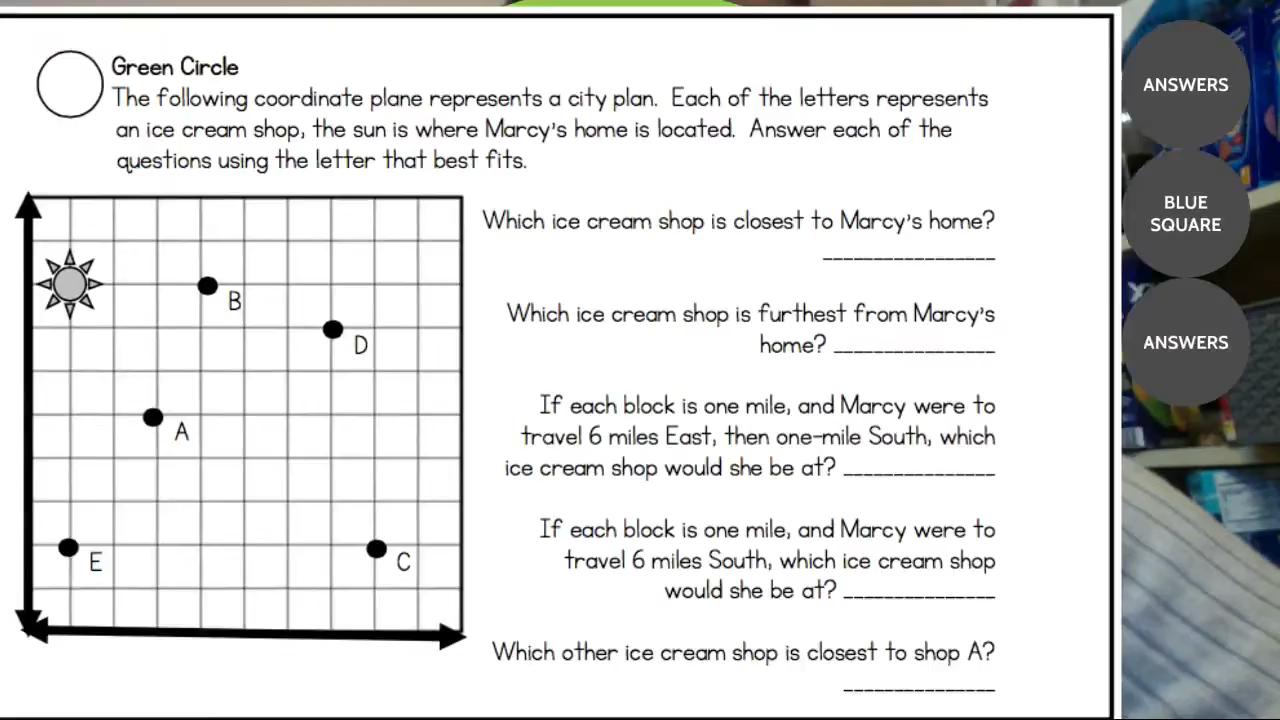 Green Circle
The following coordinate plane represents a city plan. Each of the letters represents
an ice cream shop, the sun is where Marcy's home is located. Answer each of the
questions using the letter that best fits.
B
D
A
E
C
Which ice cream shop is closest to Marcy's home?
________________
Which ice cream shop is furthest from Marcy's
home? _______________
If each block is one mile, and Marcy were to
travel 6 miles East, then one-mile South, which
ice cream shop would she be at? ______________
If each block is one mile, and Marcy were to
travel 6 miles South, which ice cream shop
would she be at? ______________
Which other ice cream shop is closest to shop A?
______________
ANSWERS
BLUE
SQUARE
ANSWERS